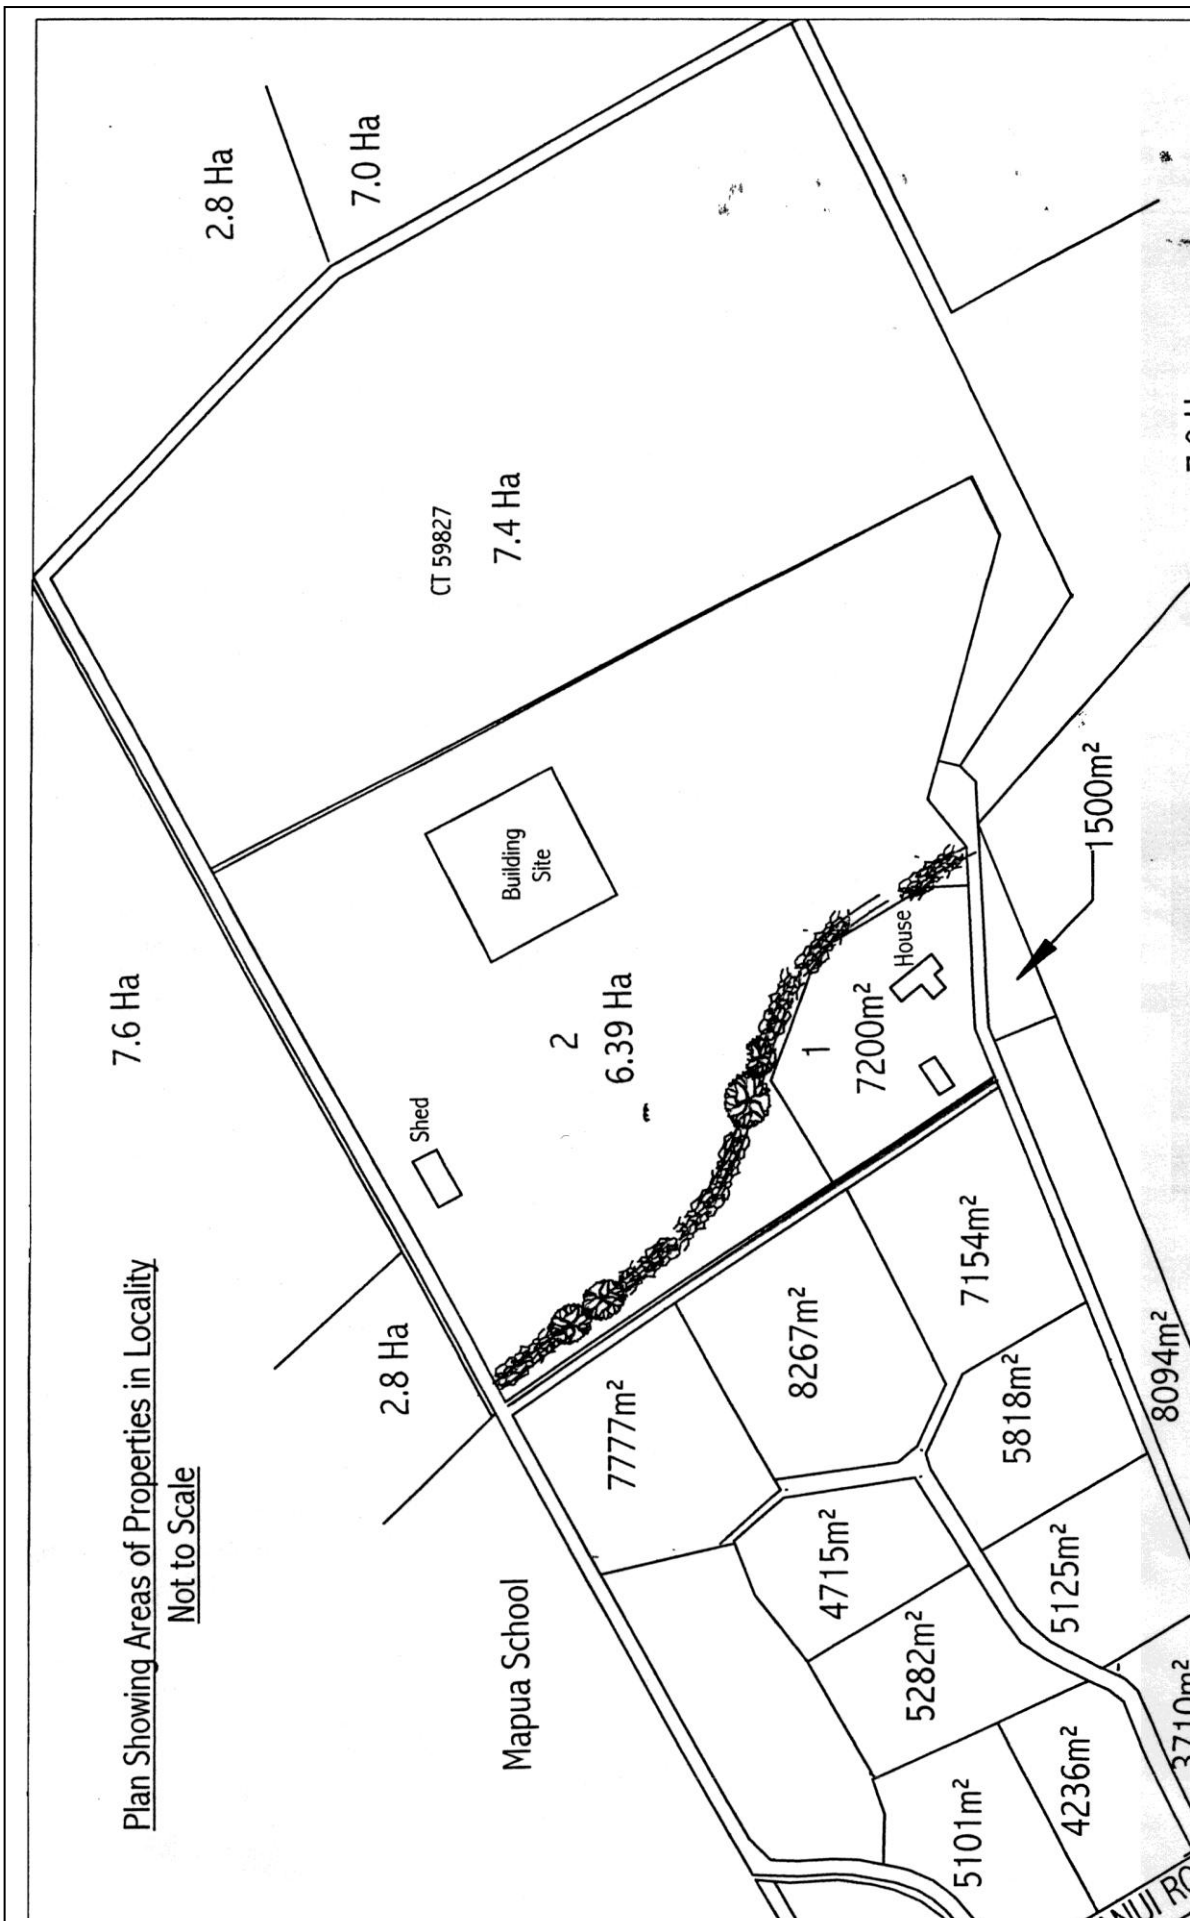 Plan Showing Areas of Properties in Locality
Not to Scale
2.8 Ha
7.0 Ha
CT 59827
7.4 Ha
7.6 Ha
Building
Site
2
6.39 Ha
Shed
House
1
7200m²
1500m²
2.8 Ha
Mapua School
7777m²
8267m²
7154m²
5818m²
8094m²
4715m²
5282m²
5125m²
5101m²
4236m²
3710m²